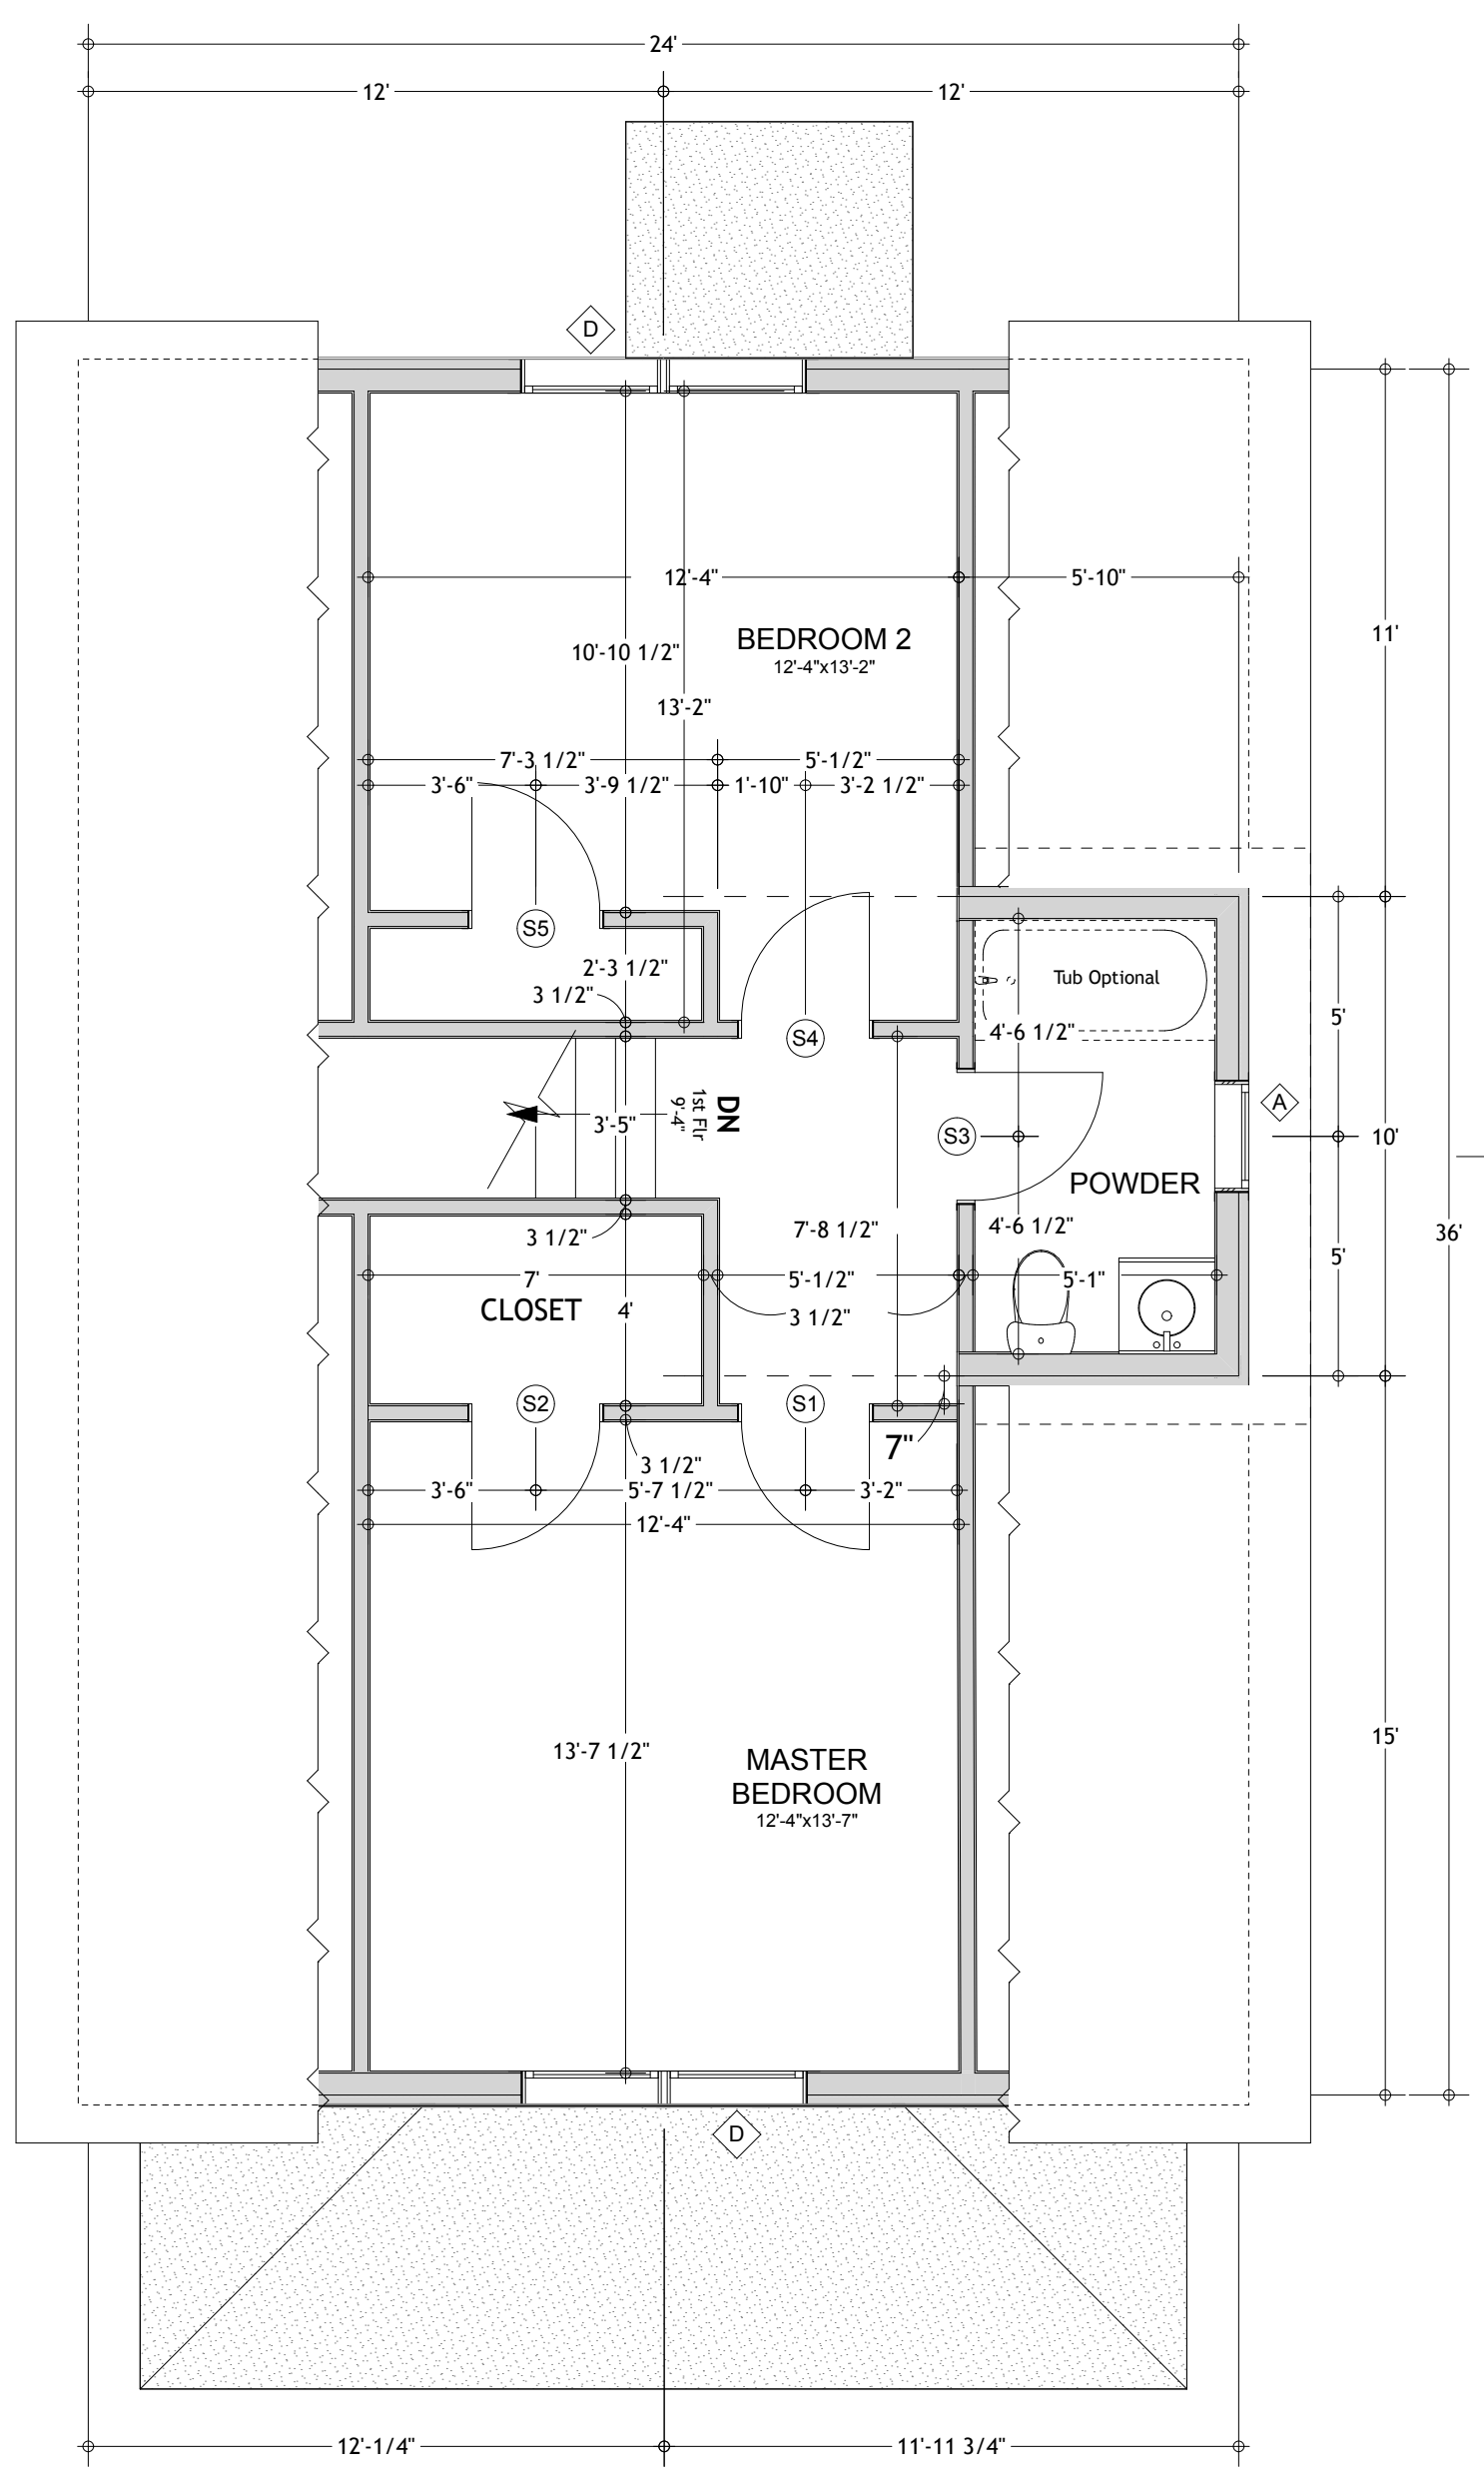 24'
12'
12'
D
12'-4"
5'-10"
11'
BEDROOM 2
12'-4"x13'-2"
10'-10 1/2"
13'-2"
7'-3 1/2"
5'-1/2"
3'-6"
3'-9 1/2"
1'-10"
3'-2 1/2"
S5
2'-3 1/2"
3 1/2"
Tub Optional
5'
4'-6 1/2"
S4
DN
1st Flr
9'-4"
3'-5"
S3
A
10'
POWDER
4'-6 1/2"
7'-8 1/2"
3 1/2"
36'
5'
7'
5'-1/2"
5'-1"
CLOSET
4'
3 1/2"
S2
S1
7"
3 1/2"
3'-6"
5'-7 1/2"
3'-2"
12'-4"
15'
13'-7 1/2"
MASTER
BEDROOM
12'-4"x13'-7"
D
12'-1/4"
11'-11 3/4"